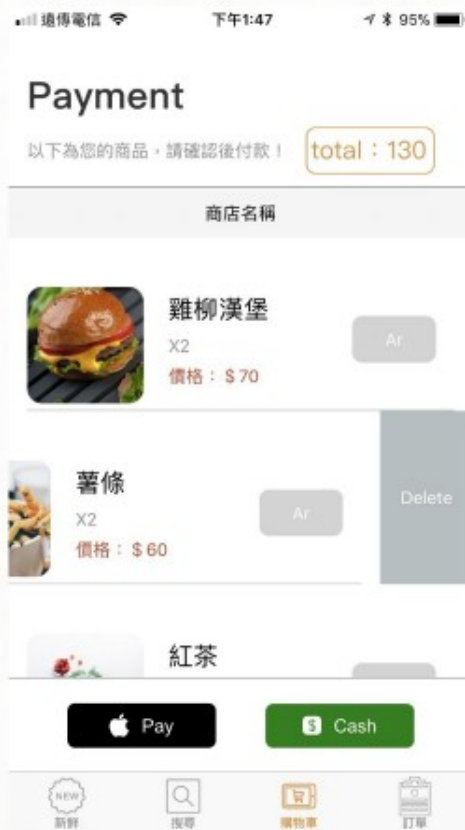 遠傳電信 下午1:47 95%
Payment
以下為您的商品，請確認後付款！ total：130
商店名稱
雞柳漢堡
X2
Ar
價格：$70
薯條
X2
Ar
Delete
價格：$60
紅茶
Pay
$ Cash
NEW
新鮮 搜尋 購物車 訂單